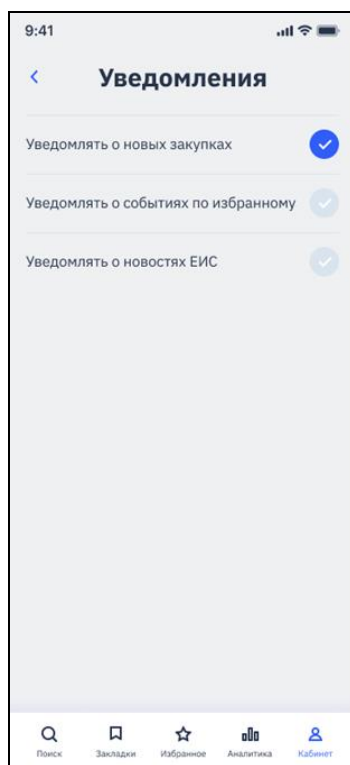 9:41
Уведомления
Уведомлять о новых закупках
Уведомлять о событиях по избранному
Уведомлять о новостях ЕИС
Поиск Закладки Избранное Аналитика Кабинет